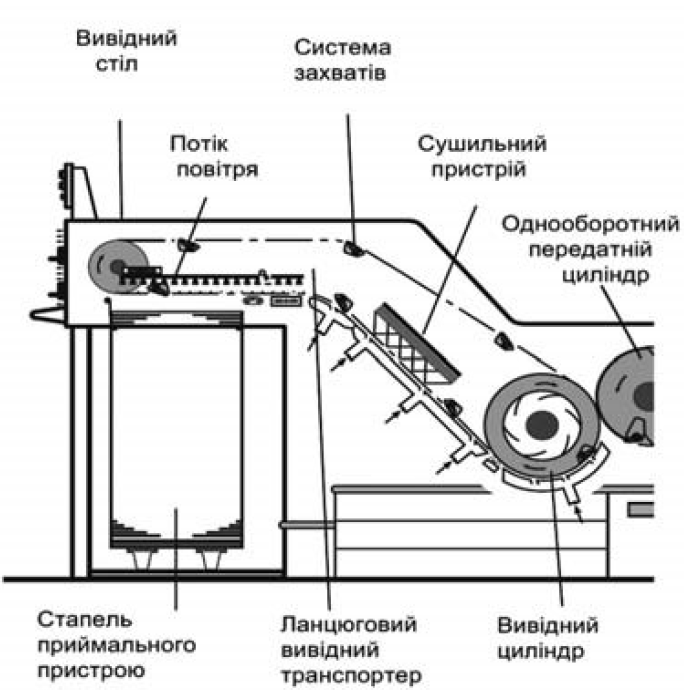 Вивідний
стіл
Система
захватів
Потік
повітря
Сушильний
пристрій
Однооборотний
передатній
циліндр
Стапель
приймального
пристрою
Ланцюговий
вивідний
транспортер
Вивідний
циліндр